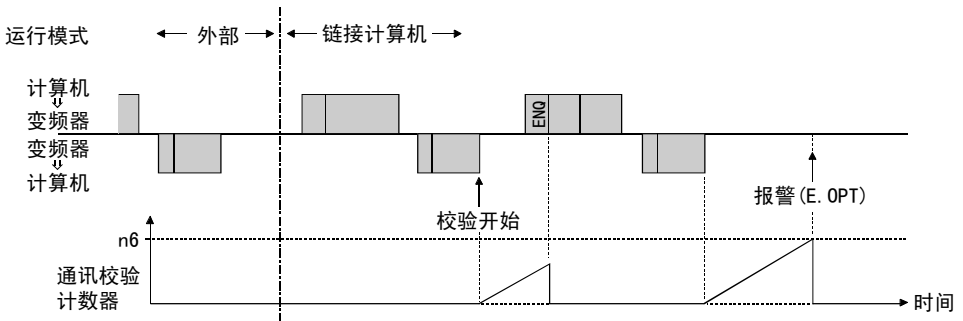 运行模式
外部
链接计算机
计算机
⇓
变频器
变频器
⇓
计算机
ENQ
校验开始
报警(E.OPT)
n6
通讯校验
计数器
时间